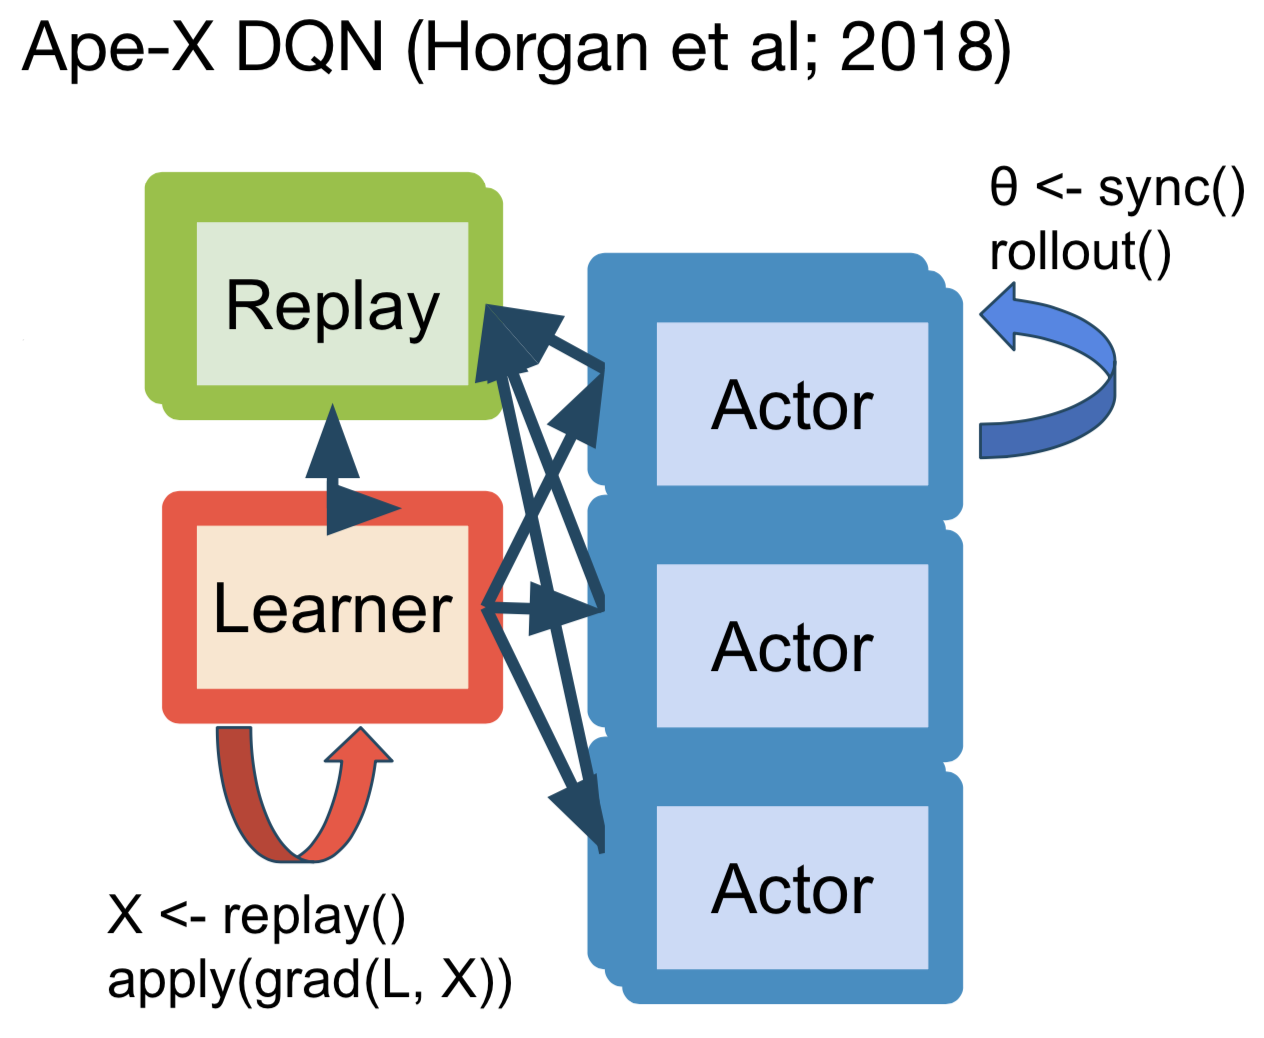 Ape-X DQN (Horgan et al; 2018)
θ <- sync()
rollout()
Replay
Actor
Learner
Actor
Actor
X <- replay()
apply(grad(L, X))